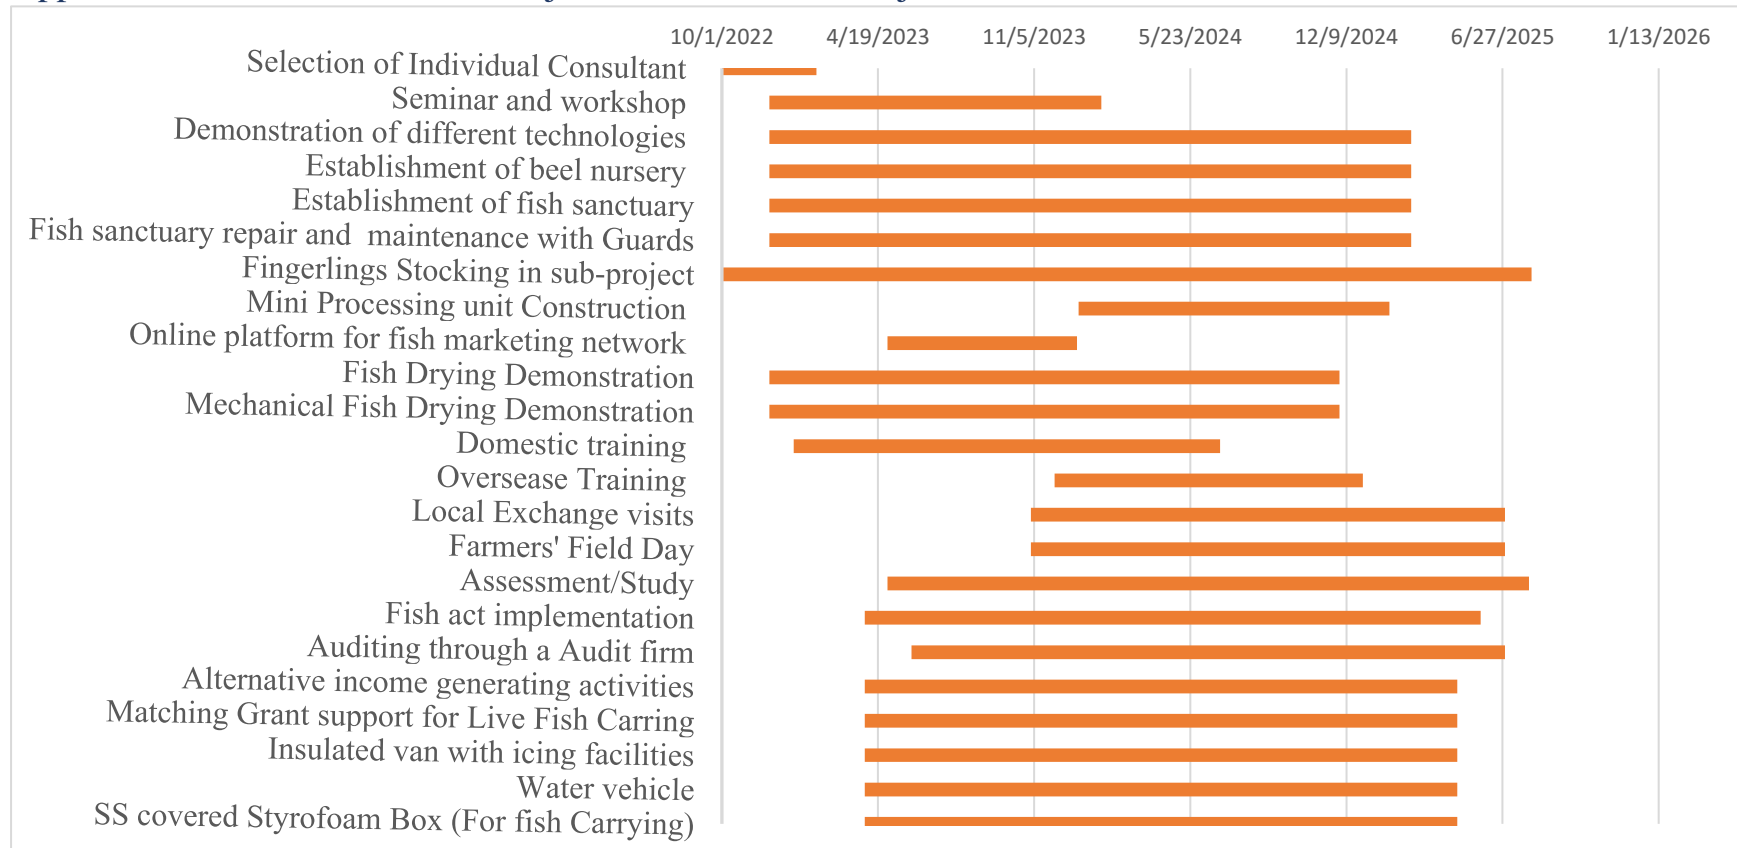 10/1/2022 4/19/2023 11/5/2023 5/23/2024 12/9/2024 6/27/2025 1/13/2026
Selection of Individual Consultant
Seminar and workshop
Demonstration of different technologies
Establishment of beel nursery
Establishment of fish sanctuary
Fish sanctuary repair and maintenance with Guards
Fingerlings Stocking in sub-project
Mini Processing unit Construction
Online platform for fish marketing network
Fish Drying Demonstration
Mechanical Fish Drying Demonstration
Domestic training
Oversease Training
Local Exchange visits
Farmers' Field Day
Assessment/Study
Fish act implementation
Auditing through a Audit firm
Alternative income generating activities
Matching Grant support for Live Fish Carring
Insulated van with icing facilities
Water vehicle
SS covered Styrofoam Box (For fish Carrying)